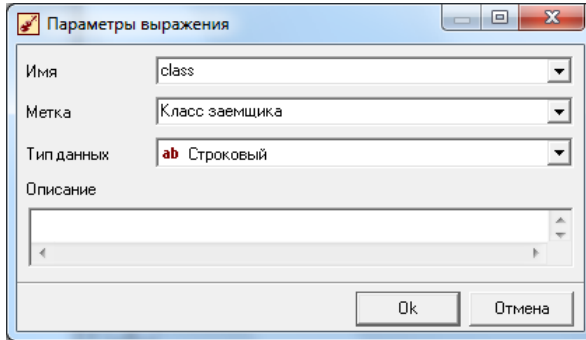 Параметры выражения
Имя
class
Метка
Класс заемщика
Тип данных
ab Строковый
Описание
Ok
Отмена